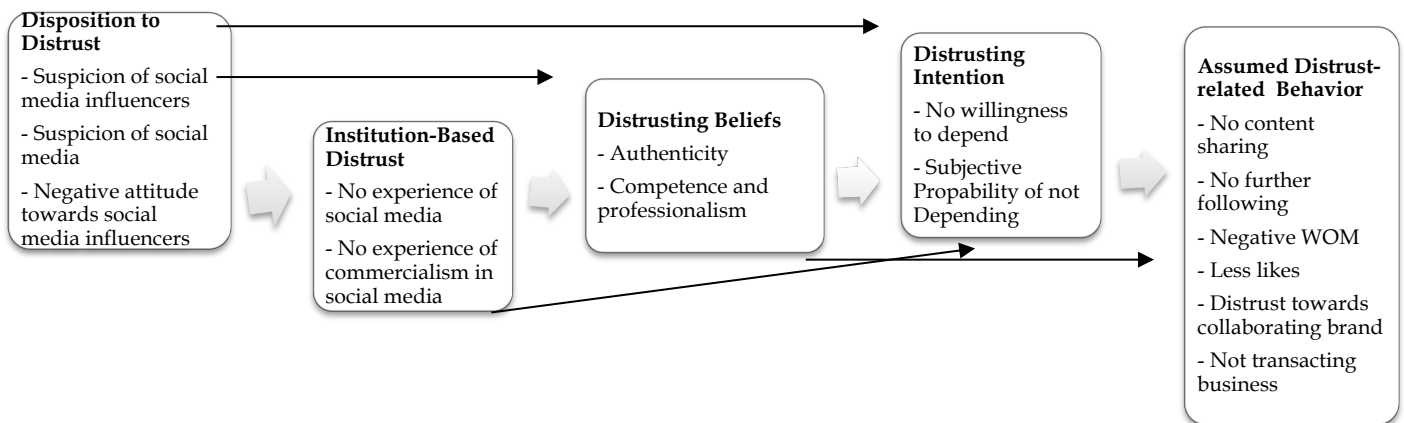 Disposition to
Distrust
- Suspicion of social
media influencers
- Suspicion of social
media
- Negative attitude
towards social
media influencers
Institution-Based
Distrust
- No experience of
social media
- No experience of
commercialism in
social media
Distrusting Beliefs
- Authenticity
- Competence and
professionalism
Distrusting
Intention
- No willingness
to depend
- Subjective
Propability of not
Depending
Assumed Distrust-
related Behavior
- No content
sharing
- No further
following
- Negative WOM
- Less likes
- Distrust towards
collaborating brand
- Not transacting
business